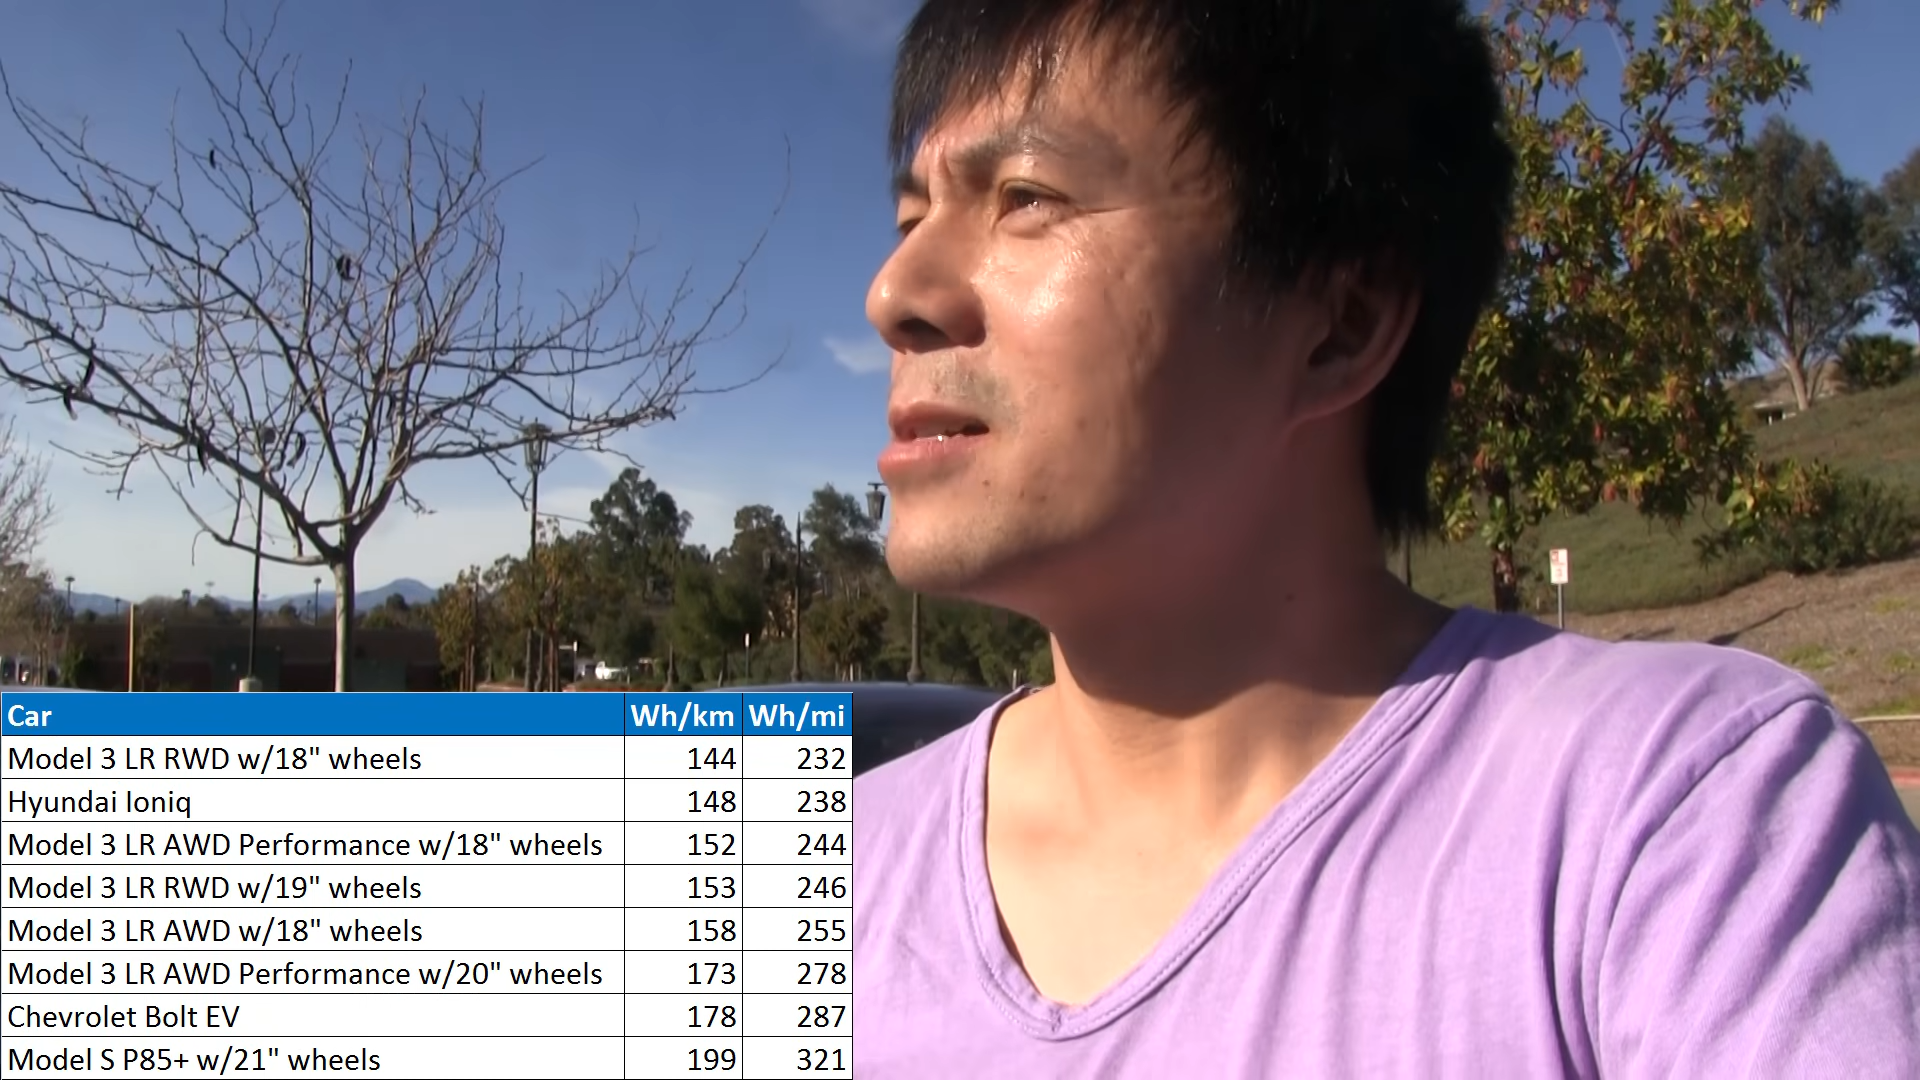 Car Wh/km Wh/mi
Model 3 LR RWD w/18" wheels 144 232
Hyundai Ioniq 148 238
Model 3 LR AWD Performance w/18" wheels 152 244
Model 3 LR RWD w/19" wheels 153 246
Model 3 LR AWD w/18" wheels 158 255
Model 3 LR AWD Performance w/20" wheels 173 278
Chevrolet Bolt EV 178 287
Model S P85+ w/21" wheels 199 321